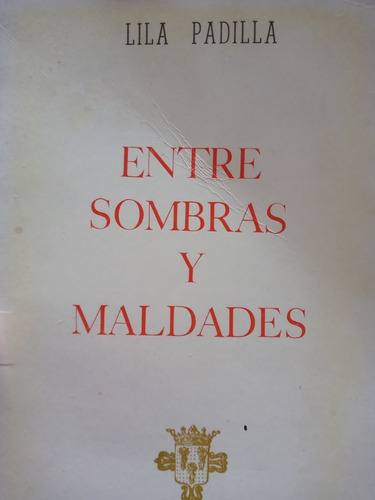 LILA PADILLA
ENTRE
SOMBRAS
Y
MALDADES